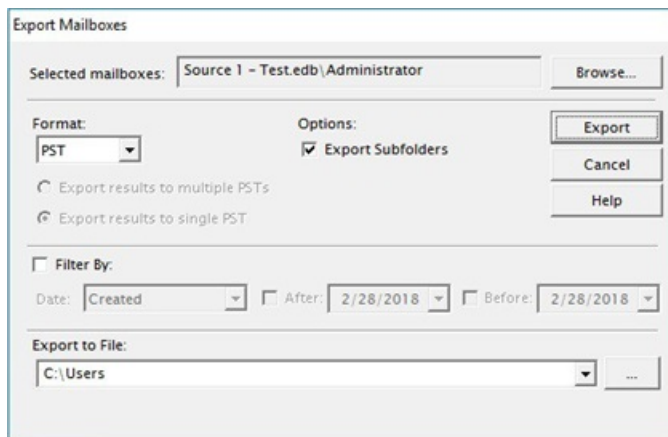 Export Mailboxes
Selected mailboxes: Source 1 - Test.edb\Administrator Browse...
Format: Options:
PST Export Subfolders Export
Cancel
Export results to multiple PSTs
Help
Export results to single PST
Filter By:
Date: Created After: 2/28/2018 Before: 2/28/2018
Export to File:
C:\Users ...